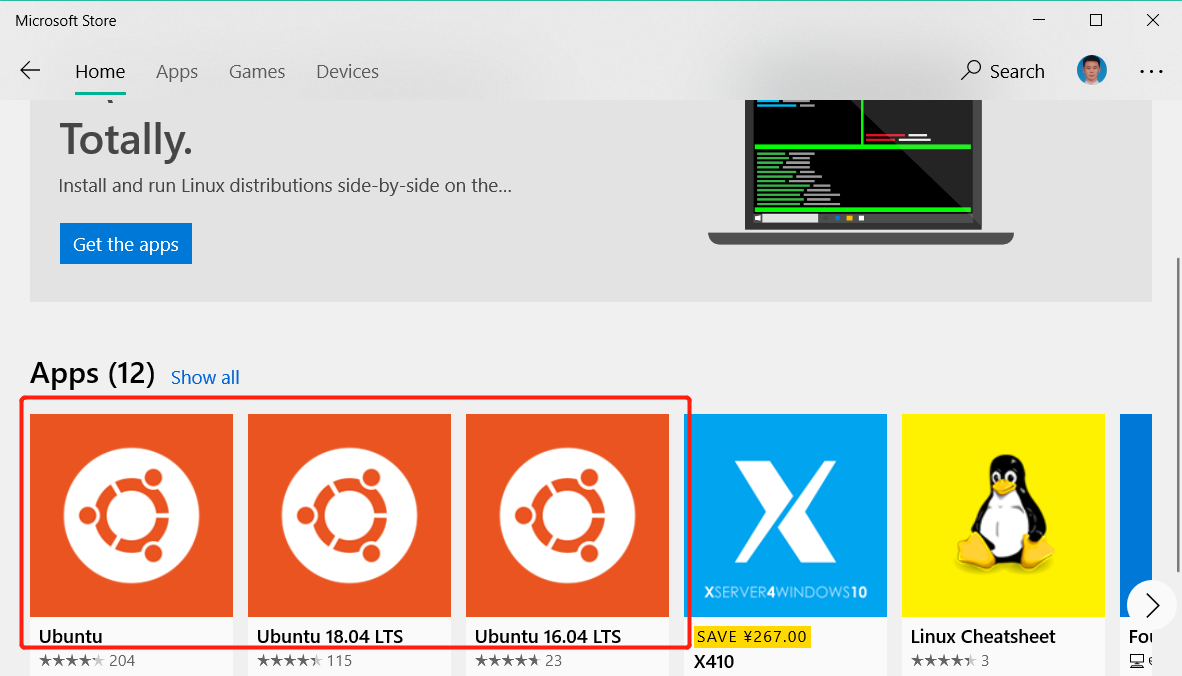 Microsoft Store
Home Apps Games Devices Search
Totally.
Install and run Linux distributions side-by-side on the...
Get the apps
Apps (12) Show all
XSERVER4WINDOWS10
Ubuntu
204
Ubuntu 18.04 LTS
115
Ubuntu 16.04 LTS
23
SAVE ¥267.00
X410
Linux Cheatsheet
3